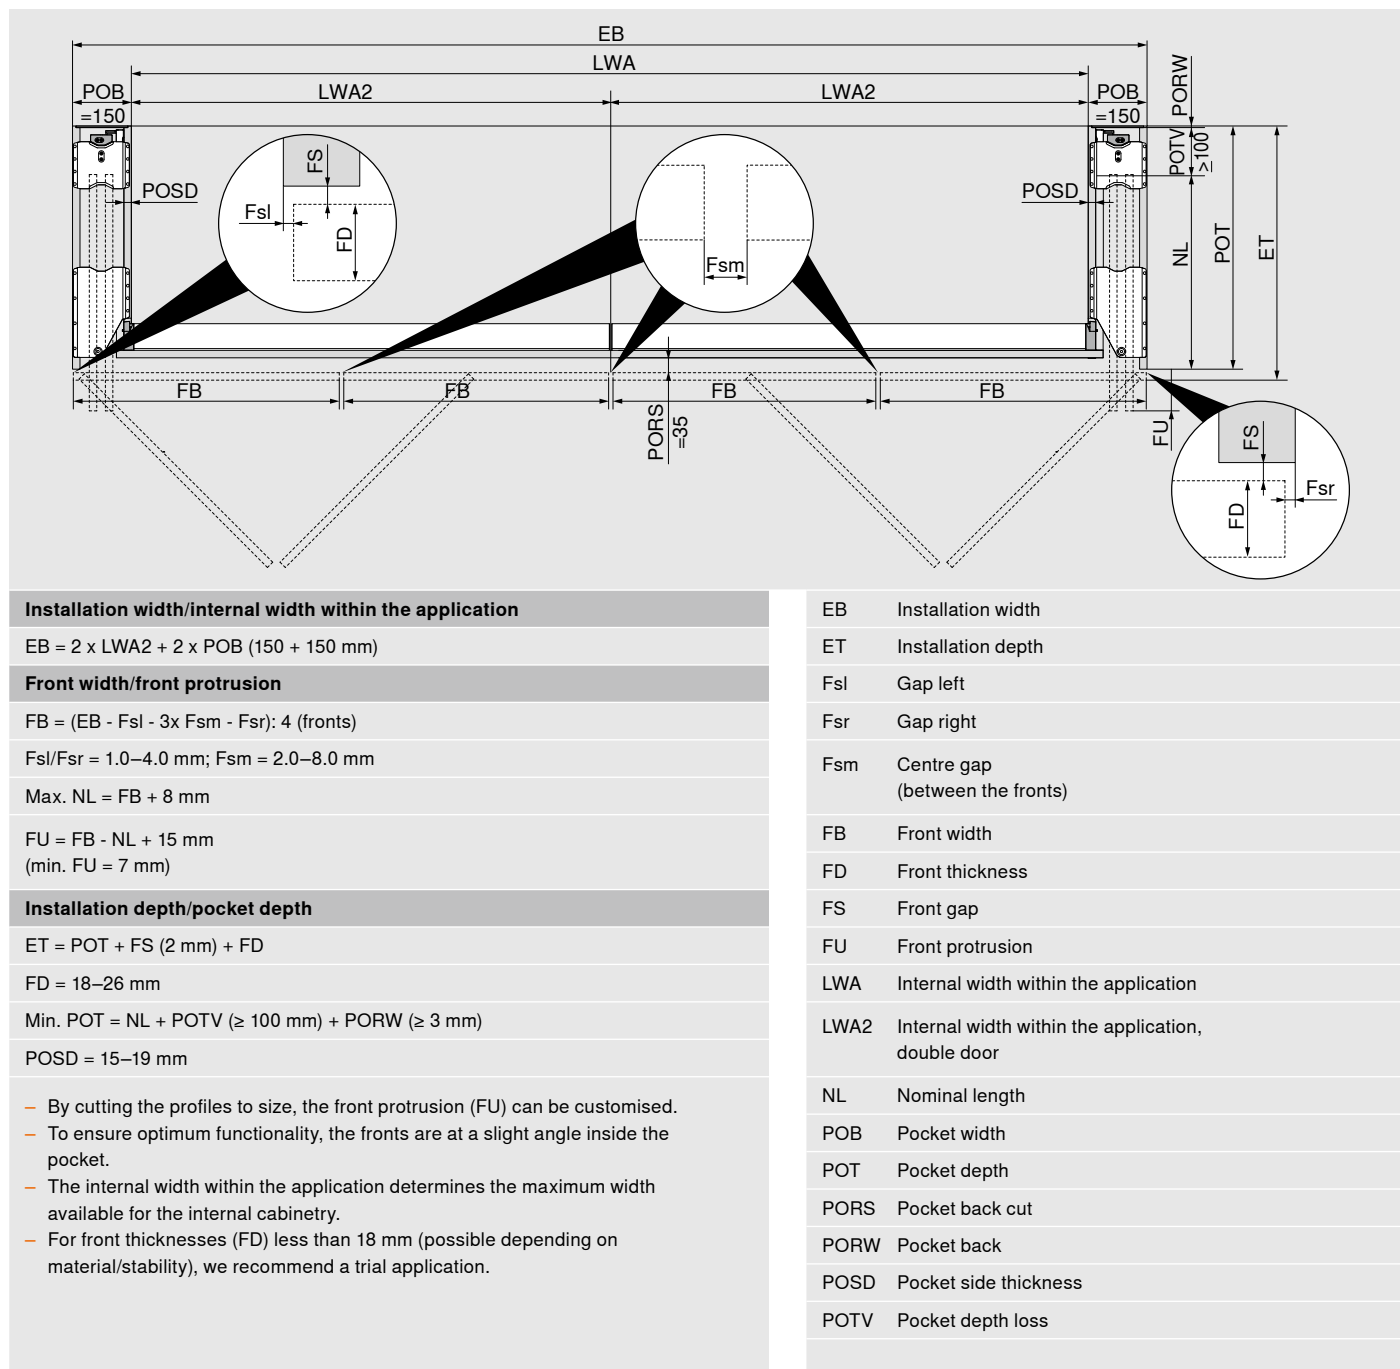 EB
LWA
POB
LWA2
LWA2
POB
PORW
=150
=150
POTV
≥100
POSD
FS
Fsl
FD
Fsm
POSD
NL
POT
ET
FB
FB
FB
FB
PORS
=35
FU
FS
FD
Fsr
Installation width/internal width within the application
EB = 2 x LWA2 + 2 x POB (150 + 150 mm)
Front width/front protrusion
FB = (EB - Fsl - 3x Fsm - Fsr): 4 (fronts)
Fsl/Fsr = 1.0–4.0 mm; Fsm = 2.0–8.0 mm
Max. NL = FB + 8 mm
FU = FB - NL + 15 mm
(min. FU = 7 mm)
Installation depth/pocket depth
ET = POT + FS (2 mm) + FD
FD = 18–26 mm
Min. POT = NL + POTV (≥ 100 mm) + PORW (≥ 3 mm)
POSD = 15–19 mm
– By cutting the profiles to size, the front protrusion (FU) can be customised.
– To ensure optimum functionality, the fronts are at a slight angle inside the
pocket.
– The internal width within the application determines the maximum width
available for the internal cabinetry.
– For front thicknesses (FD) less than 18 mm (possible depending on
material/stability), we recommend a trial application.
EB Installation width
ET Installation depth
Fsl Gap left
Fsr Gap right
Fsm Centre gap
(between the fronts)
FB Front width
FD Front thickness
FS Front gap
FU Front protrusion
LWA Internal width within the application
LWA2 Internal width within the application,
double door
NL Nominal length
POB Pocket width
POT Pocket depth
PORS Pocket back cut
PORW Pocket back
POSD Pocket side thickness
POTV Pocket depth loss